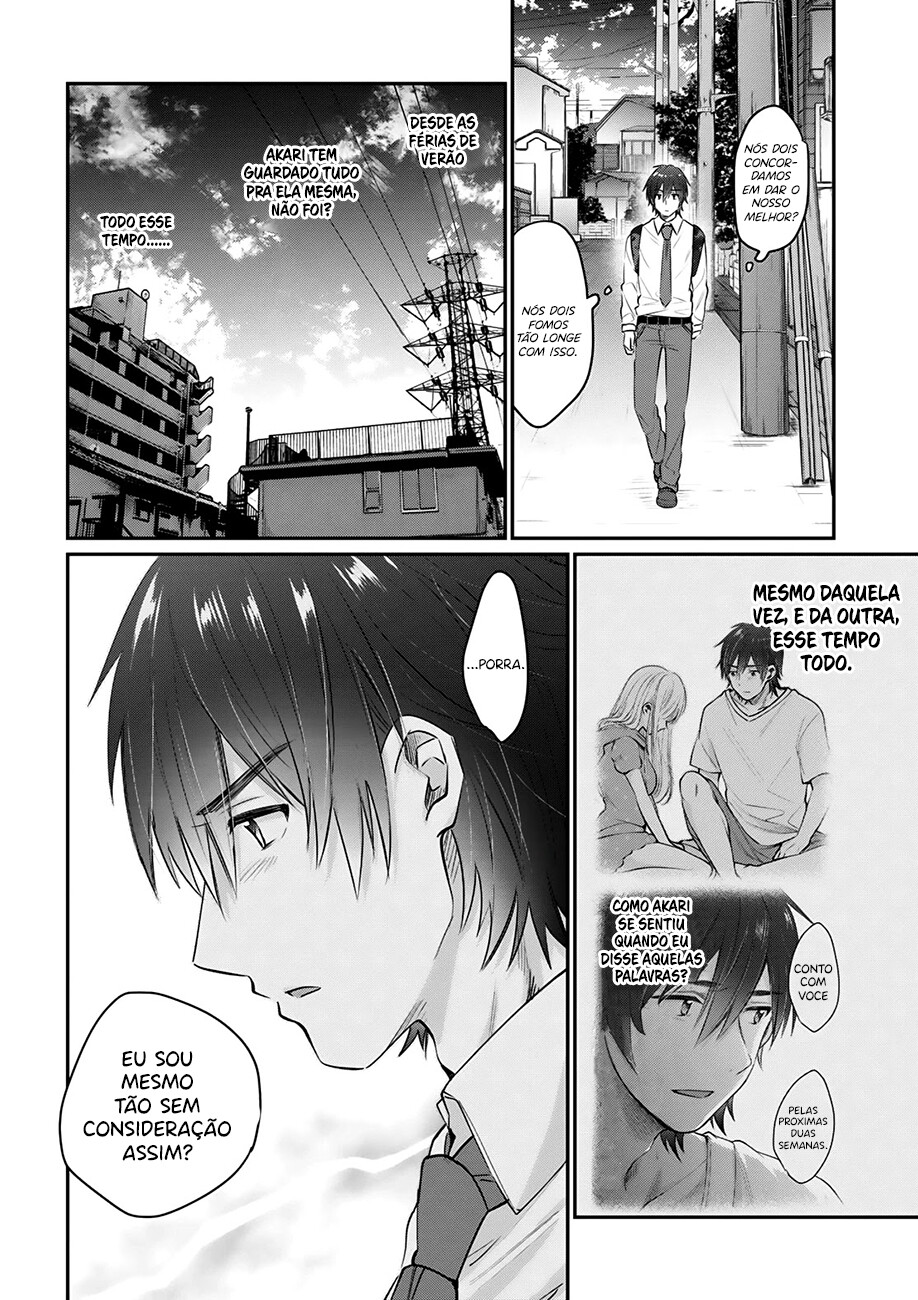 NÓS DOIS
CONCOR-
DAMOS
EM DAR O
NOSSO
MELHOR?
NÓS DOIS
FOMOS
TÃO LONGE
COM ISSO.
DESDE AS
FÉRIAS DE
VERÃO
AKARI TEM
GUARDADO TUDO
PRA ELA MESMA,
NÃO FOI?
TODO ESSE
TEMPO......
MESMO DAQUELA
VEZ, E DA OUTRA,
ESSE TEMPO
TODO.
CONTO
COM
VOCE
COMO AKARI
SE SENTIU
QUANDO EU
DISSE AQUELAS
PALAVRAS?
PELAS
PROXIMAS
DUAS
SEMANAS.
...PORRA.
EU SOU
MESMO
TÃO SEM
CONSIDERAÇÃO
ASSIM?